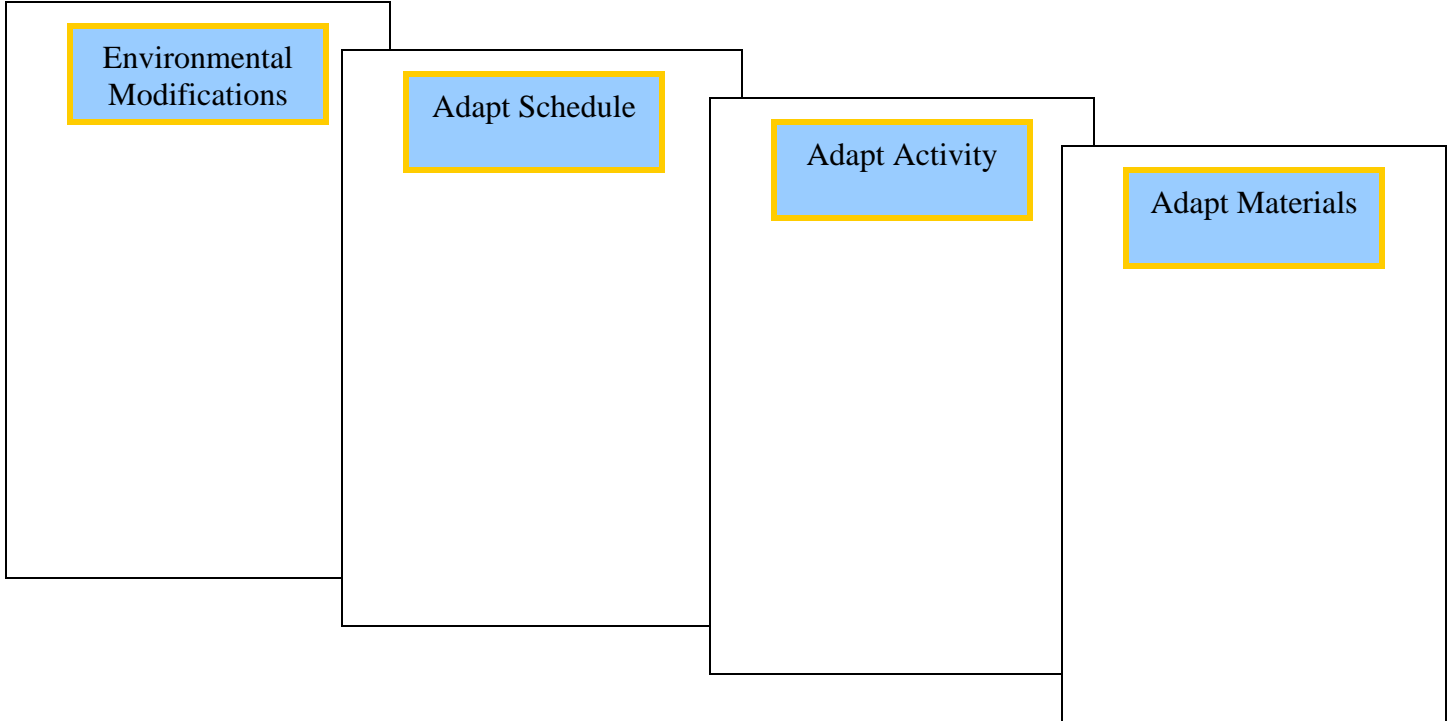 Environmental
Modifications
Adapt Schedule
Adapt Activity
Adapt Materials